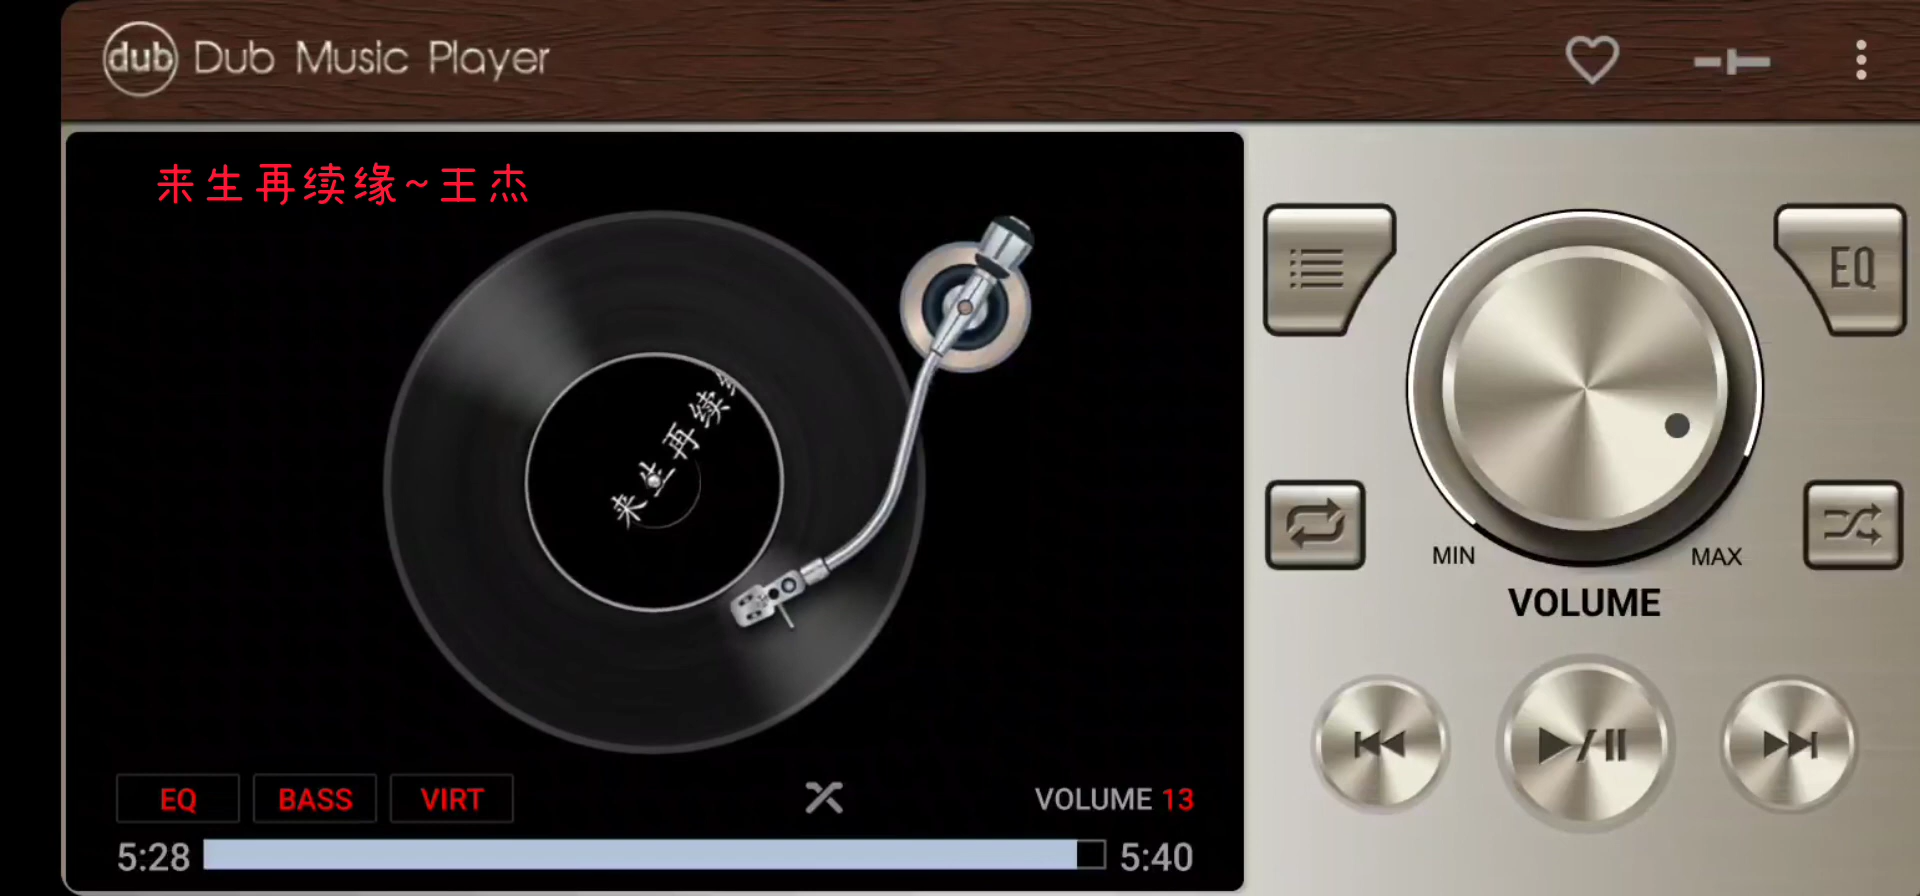 dub Dub Music Player
来生再续缘~王杰
EQ
来生再续
MIN
MAX
VOLUME
EQ
BASS
VIRT
VOLUME 13
5:28
5:40